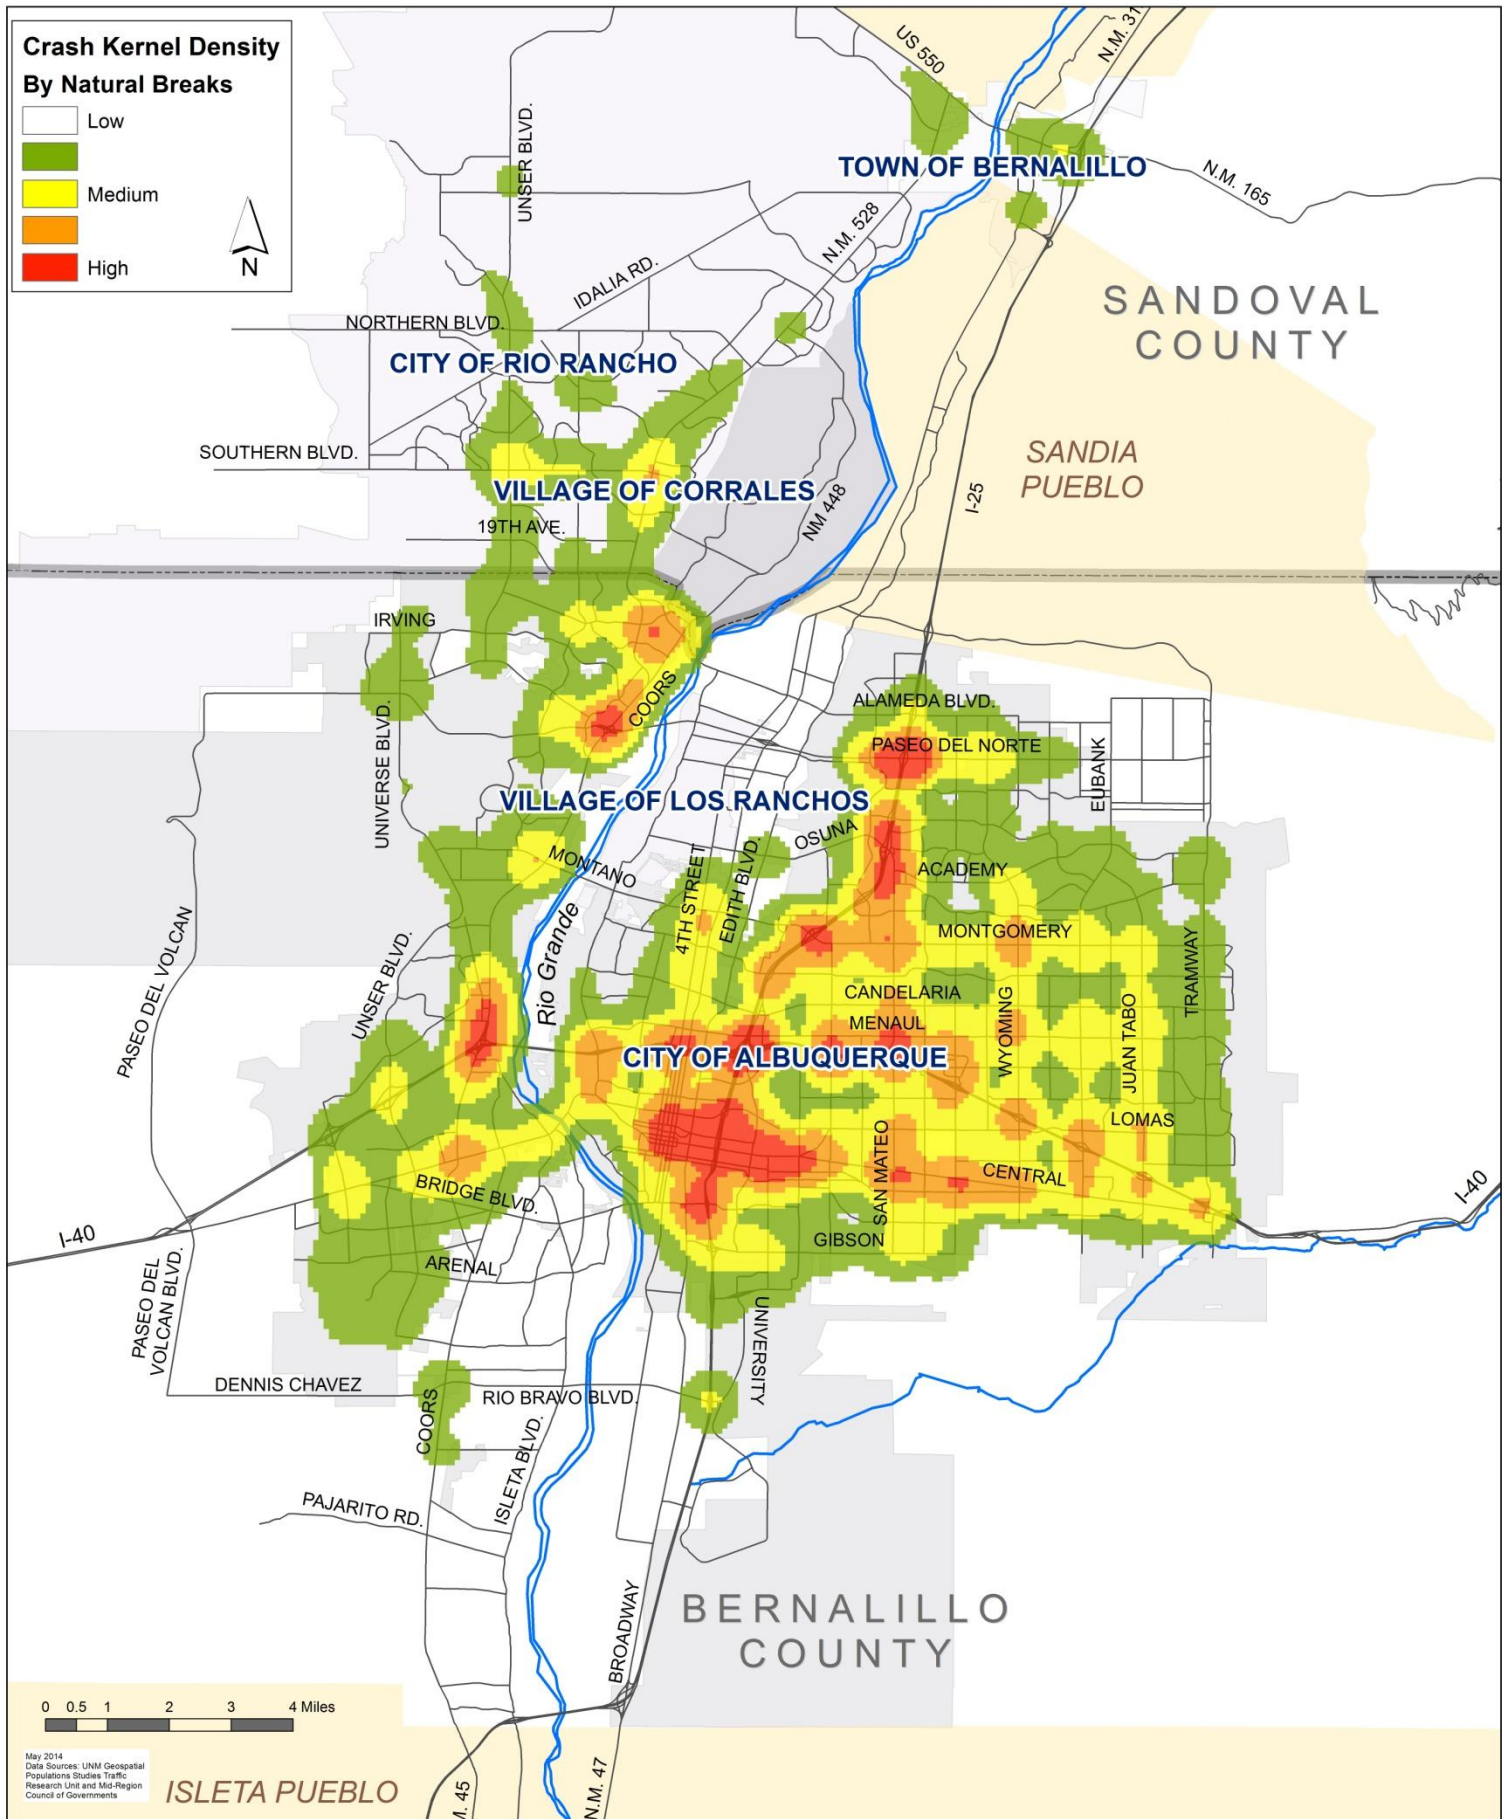 Crash Kernel Density
By Natural Breaks
Low
Medium
High
N
US 550
N.M. 31
UNSER BLVD.
TOWN OF BERNALILLO
N.M. 165
N.M. 528
IDALIA RD.
SANDOVAL
COUNTY
NORTHERN BLVD.
CITY OF RIO RANCHO
SOUTHERN BLVD.
SANDIA
PUEBLO
VILLAGE OF CORRALES
NM 448
I-25
19TH AVE.
IRVING
COORS
ALAMEDA BLVD.
PASEO DEL NORTE
EUBANK
UNIVERSE BLVD.
VILLAGE OF LOS RANCHOS
OSUNA
MONTANO
4TH STREET
EDITH BLVD.
ACADEMY
Rio Grande
MONTGOMERY
PASEO DEL VOLCAN
UNSER BLVD.
TRAMWAY
CANDELARIA
WYOMING
JUAN TABO
MENAUL
CITY OF ALBUQUERQUE
LOMAS
SAN MATEO
CENTRAL
BRIDGE BLVD.
I-40
I-40
GIBSON
ARENAL
PASEO DEL
VOLCAN BLVD.
UNIVERSITY
DENNIS CHAVEZ
RIO BRAVO BLVD.
COORS
ISLETA BLVD.
PAJARITO RD.
BROADWAY
BERNALILLO
COUNTY
0 0.5 1 2 3 4 Miles
May 2014
Data Sources: UNM Geospatial
Populations Studies Traffic
Research Unit and Mid-Region
Council of Governments
ISLETA PUEBLO
M. 45
N.M. 47